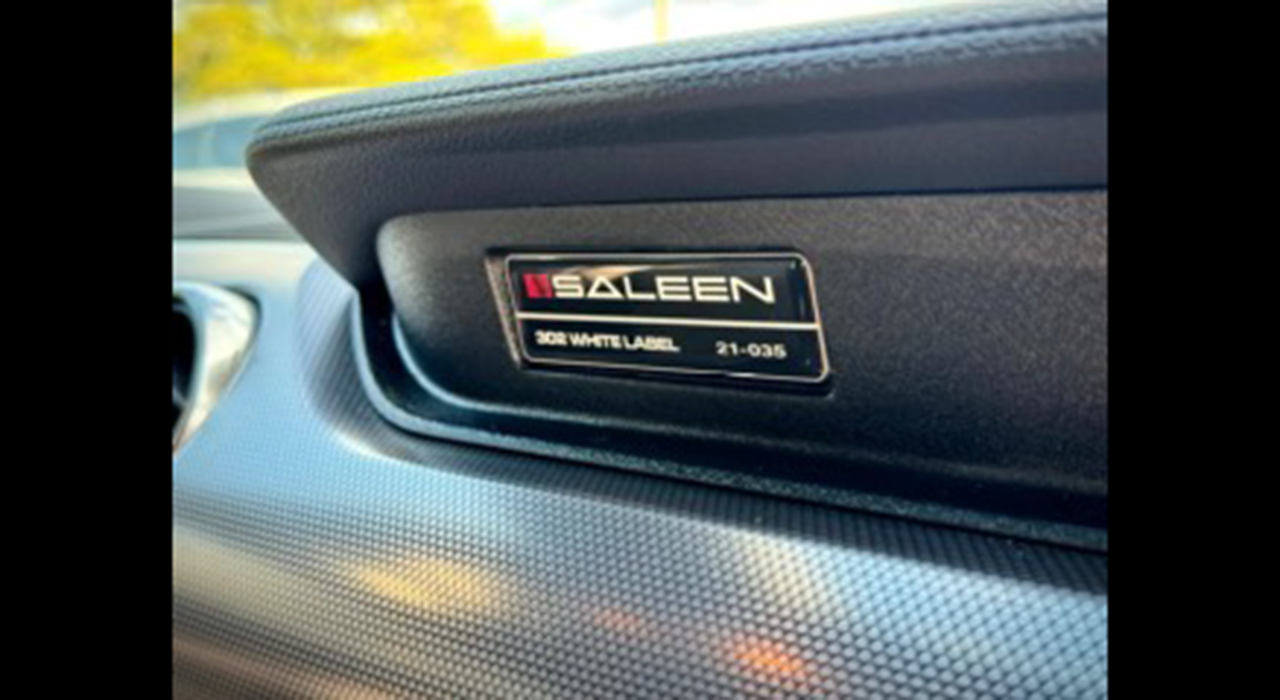 SALEEN
302 WHITE LABEL 21-035